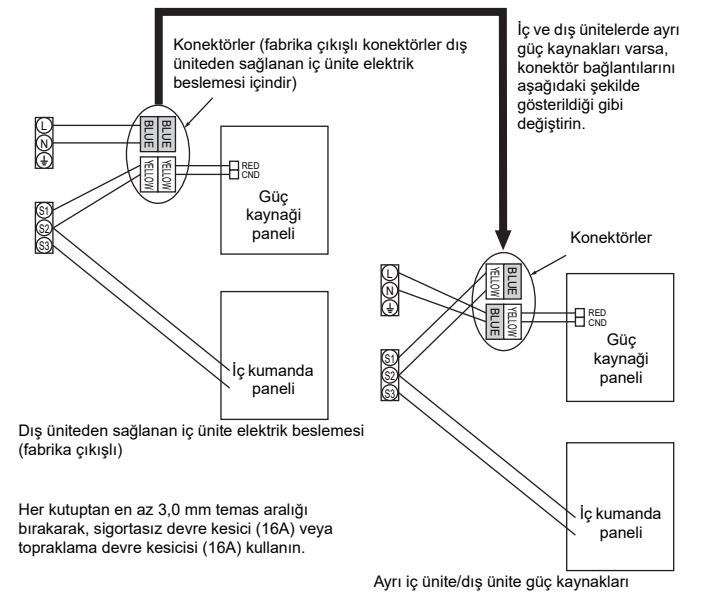 Konektörler (fabrika çıkışlı konektörler dış
üniteden sağlanan iç ünite elektrik
beslemesi içindir)
İç ve dış ünitelerde ayrı
güç kaynakları varsa,
konektör bağlantılarını
aşağıdaki şekilde
gösterildiği gibi
değiştirin.
L
N
BLUE
BLUE
YELLOW
YELLOW
RED
CND
Güç
kaynaği
paneli
S1
S2
S3
İç kumanda
paneli
Dış üniteden sağlanan iç ünite elektrik beslemesi
(fabrika çıkışlı)
Konektörler
L
N
YELLOW
BLUE
BLUE
YELLOW
RED
CND
Güç
kaynaği
paneli
S1
S2
S3
İç kumanda
paneli
Her kutuptan en az 3,0 mm temas aralığı
bırakarak, sigortasız devre kesici (16A) veya
topraklama devre kesicisi (16A) kullanın.
Ayrı iç ünite/dış ünite güç kaynakları